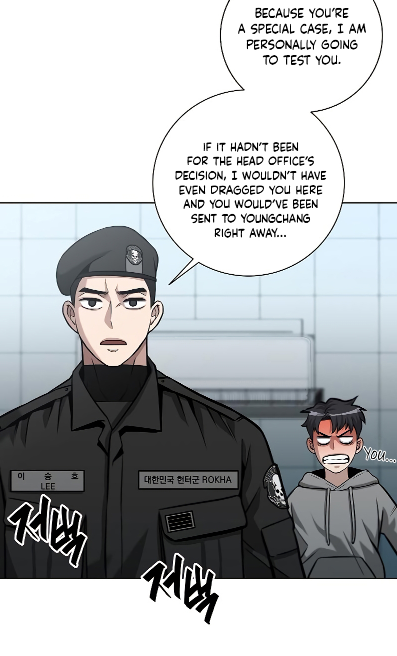 BECAUSE YOU'RE
A SPECIAL CASE, I AM
PERSONALLY GOING
TO TEST YOU.
IF IT HADN'T BEEN
FOR THE HEAD OFFICE'S
DECISION, I WOULDN'T HAVE
EVEN DRAGGED YOU HERE
AND YOU WOULD'VE BEEN
SENT TO YOUNGCHANG
RIGHT AWAY...
YOU...
이 승 호
LEE
대한민국 헌터군 ROKHA
저벅
저벅